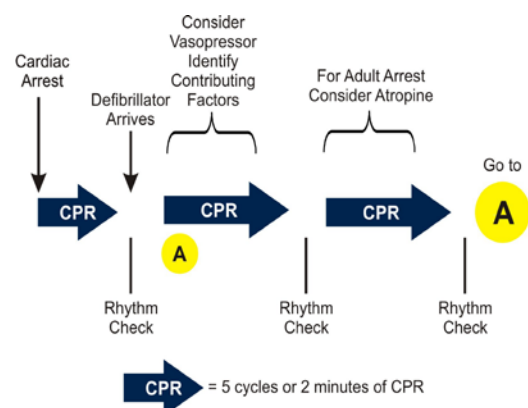 Cardiac
Arrest
Defibrillator
Arrives
Consider
Vasopressor
Identify
Contributing
Factors
For Adult Arrest
Consider Atropine
Go to
A
CPR
CPR
CPR
A
Rhythm
Check
Rhythm
Check
Rhythm
Check
CPR = 5 cycles or 2 minutes of CPR